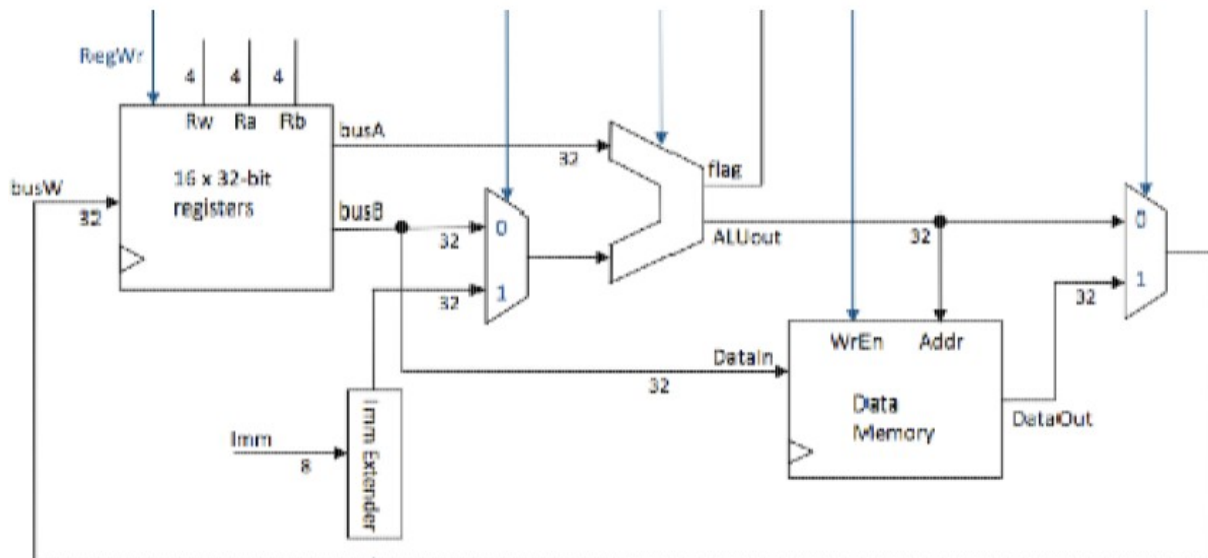 RegWr
4 4 4
Rw Ra Rb
busA
32
16 x 32-bit
registers
busW
32
busB
32
0
1
32
flag
ALUout
32
0
1
32
WrEn Addr
DataIn
32
Data
Memory
DataOut
Imm
8
Imm Extender